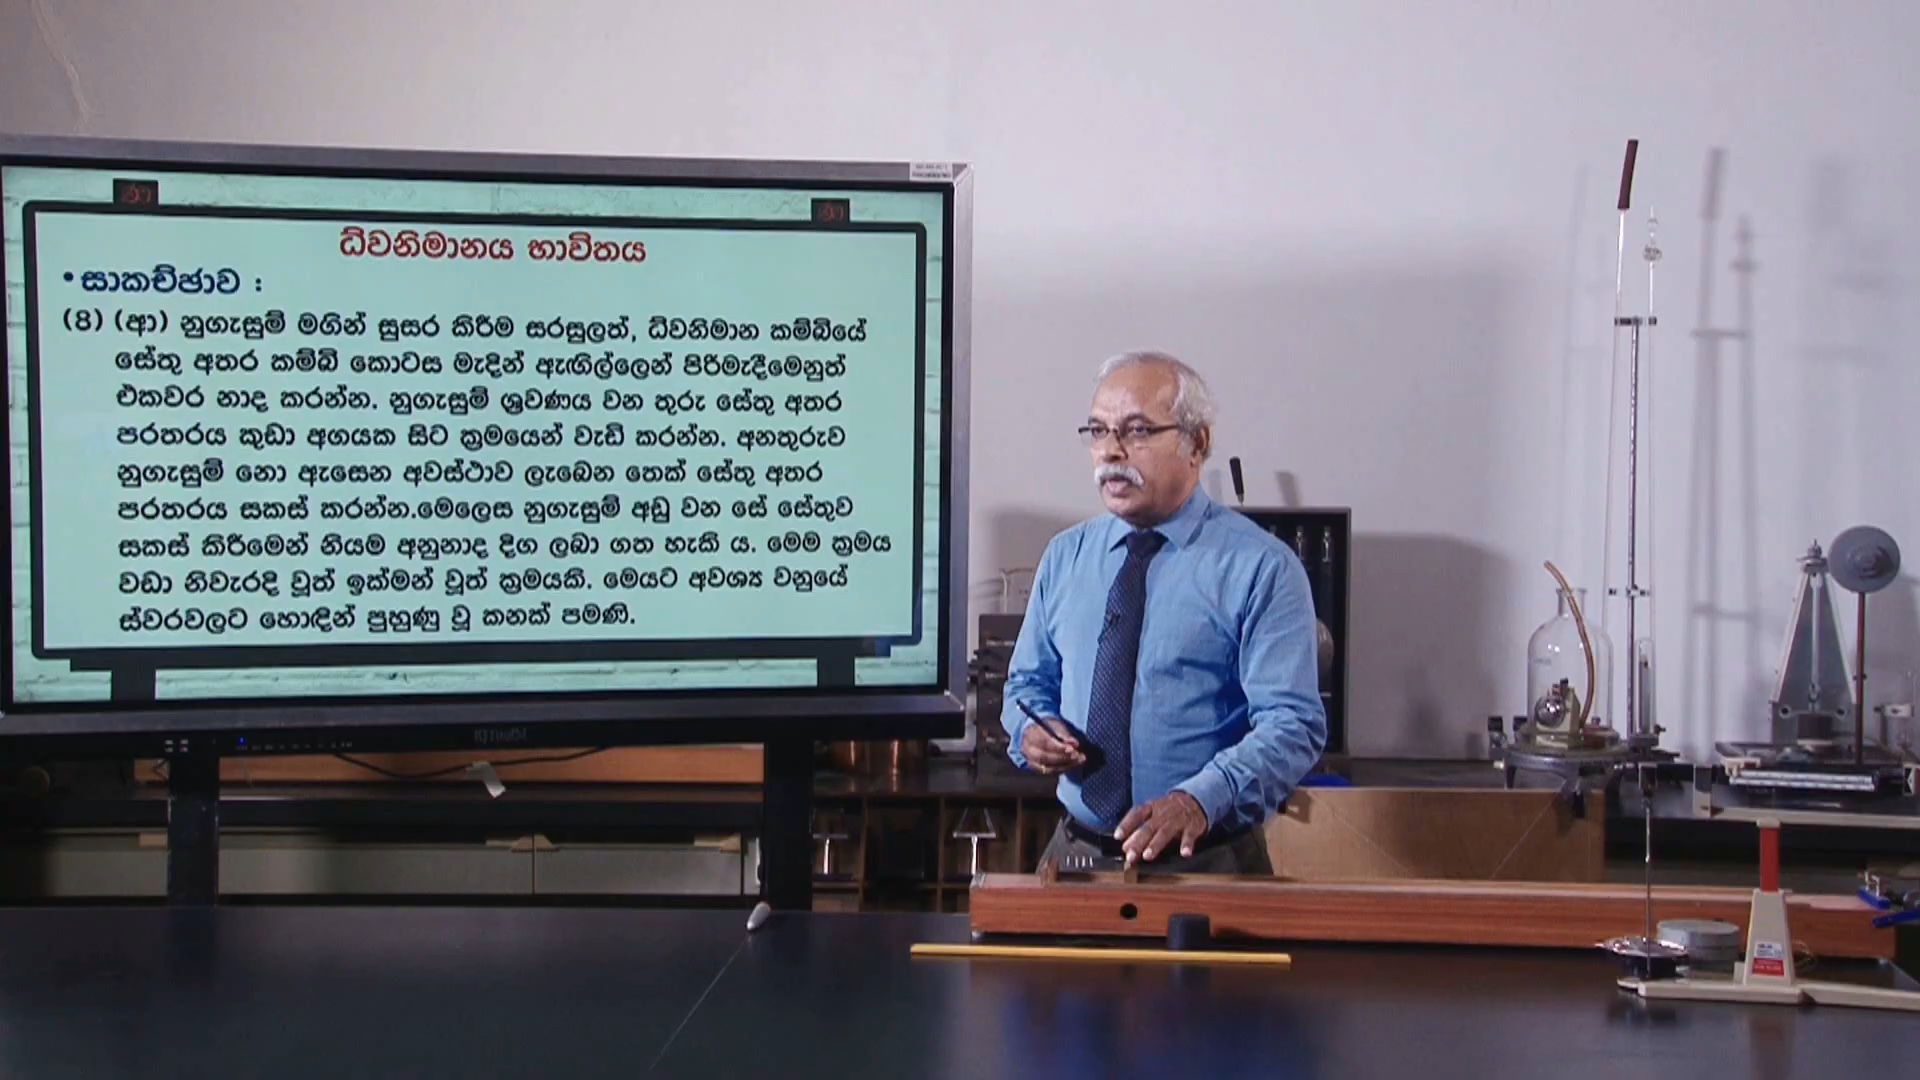 ධ්වනිමානය භාවිතය
• සාකච්ඡාව :
(8) (ආ) නුගැසුම් මගින් සුසර කිරීම සරසුලත්, ධ්වනිමාන කම්බියේ
සේතු අතර කම්බි කොටස මැදින් ඇඟිල්ලෙන් පිරිමැදීමෙනුත්
එකවර නාද කරන්න. නුගැසුම් ශ්‍රවණය වන තුරු සේතු අතර
පරතරය කුඩා අගයක සිට ක්‍රමයෙන් වැඩි කරන්න. අනතුරුව
නුගැසුම් නො ඇසෙන අවස්ථාව ලැබෙන තෙක් සේතු අතර
පරතරය සකස් කරන්න.මෙලෙස නුගැසුම් අඩු වන සේ සේතුව
සකස් කිරීමෙන් නියම අනුනාද දිග ලබා ගත හැකි ය. මෙම ක්‍රමය
වඩා නිවැරදි වූත් ඉක්මන් වූත් ක්‍රමයකි. මෙයට අවශ්‍ය වනුයේ
ස්වරවලට හොඳින් පුහුණු වූ කනක් පමණි.